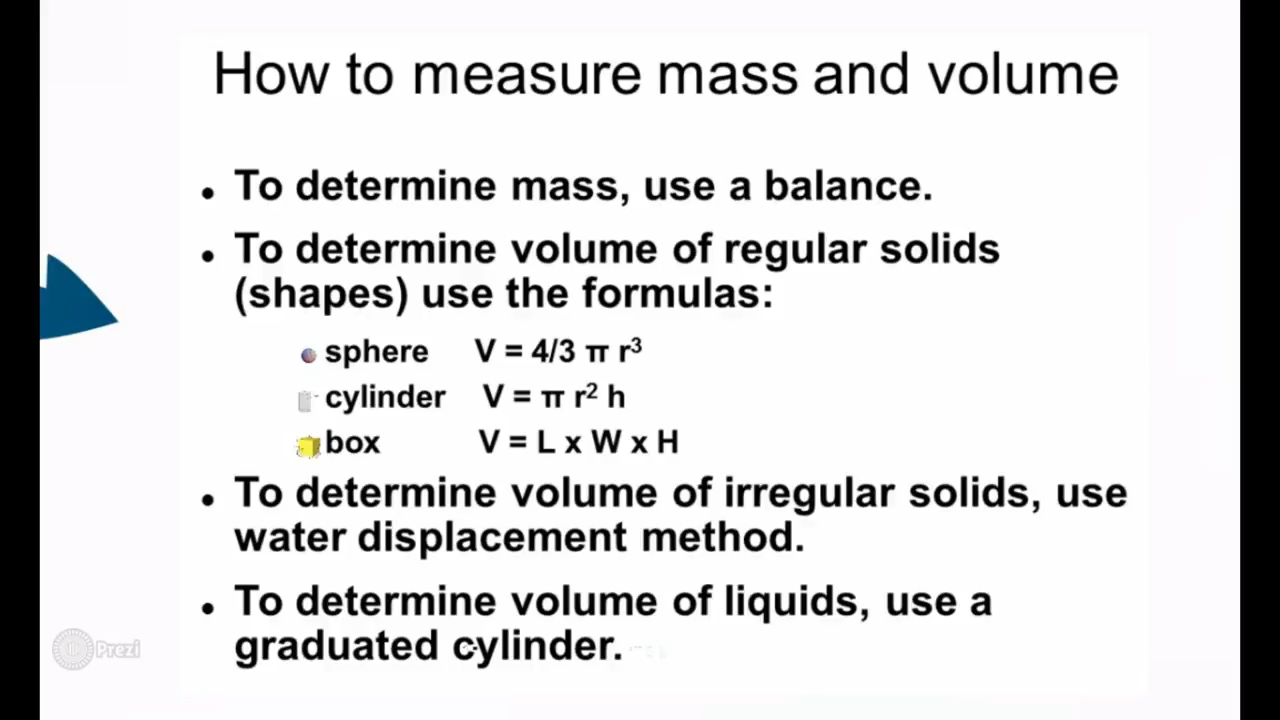 How to measure mass and volume
• To determine mass, use a balance.
• To determine volume of regular solids
(shapes) use the formulas:
sphere V = 4/3 π r³
cylinder V = π r² h
box V = L x W x H
• To determine volume of irregular solids, use
water displacement method.
• To determine volume of liquids, use a
graduated cylinder.
Prezi